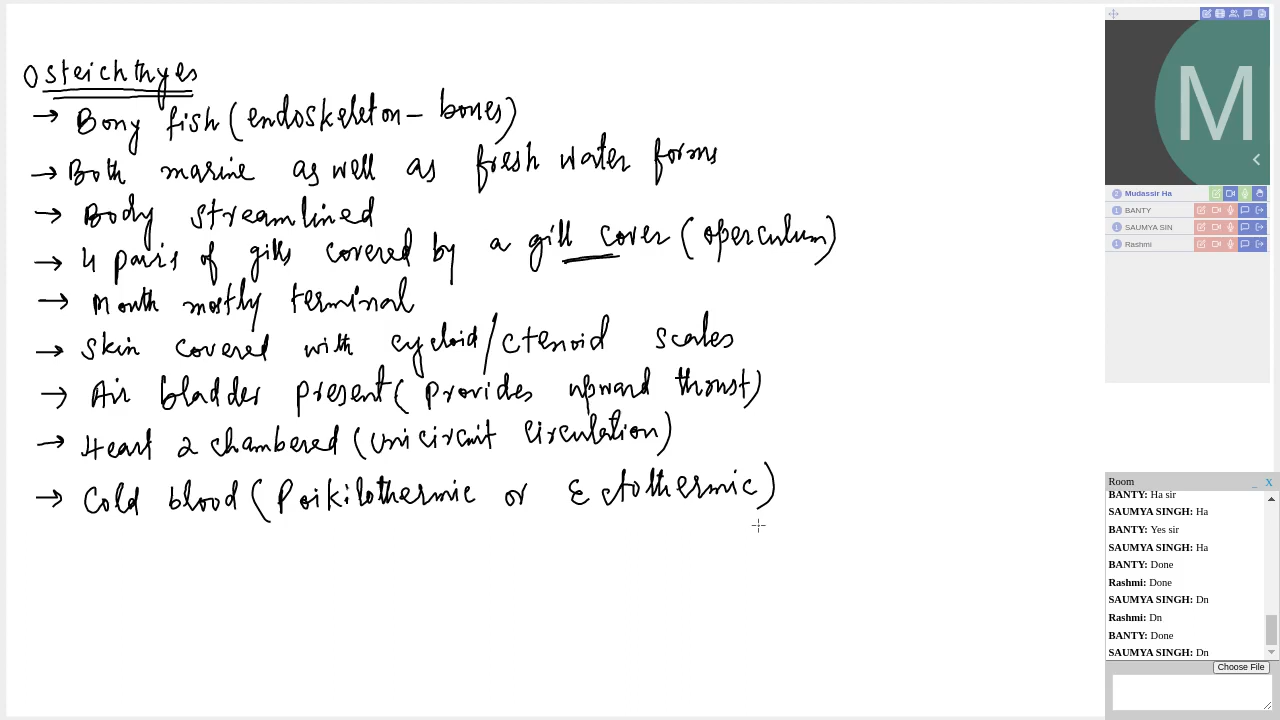 Osteichthyes
→ Bony fish (endoskeleton - bones)
→ Both marine as well as fresh water forms
→ Body streamlined
→ 4 pairs of gills covered by a gill cover (operculum)
→ Mouth mostly terminal
→ Skin covered with cycloid/ctenoid scales
→ Air bladder present (provides upward thrust)
→ Heart 2 chambered (unicircuit circulation)
→ Cold blood (Poikilothermic or Ectothermic)
M
Mudassir Ha
BANTY
SAUMYA SIN
Rashmi
Room
BANTY: Ha sir
SAUMYA SINGH: Ha
BANTY: Yes sir
SAUMYA SINGH: Ha
BANTY: Done
Rashmi: Done
SAUMYA SINGH: Dn
Rashmi: Dn
BANTY: Done
SAUMYA SINGH: Dn
Choose File